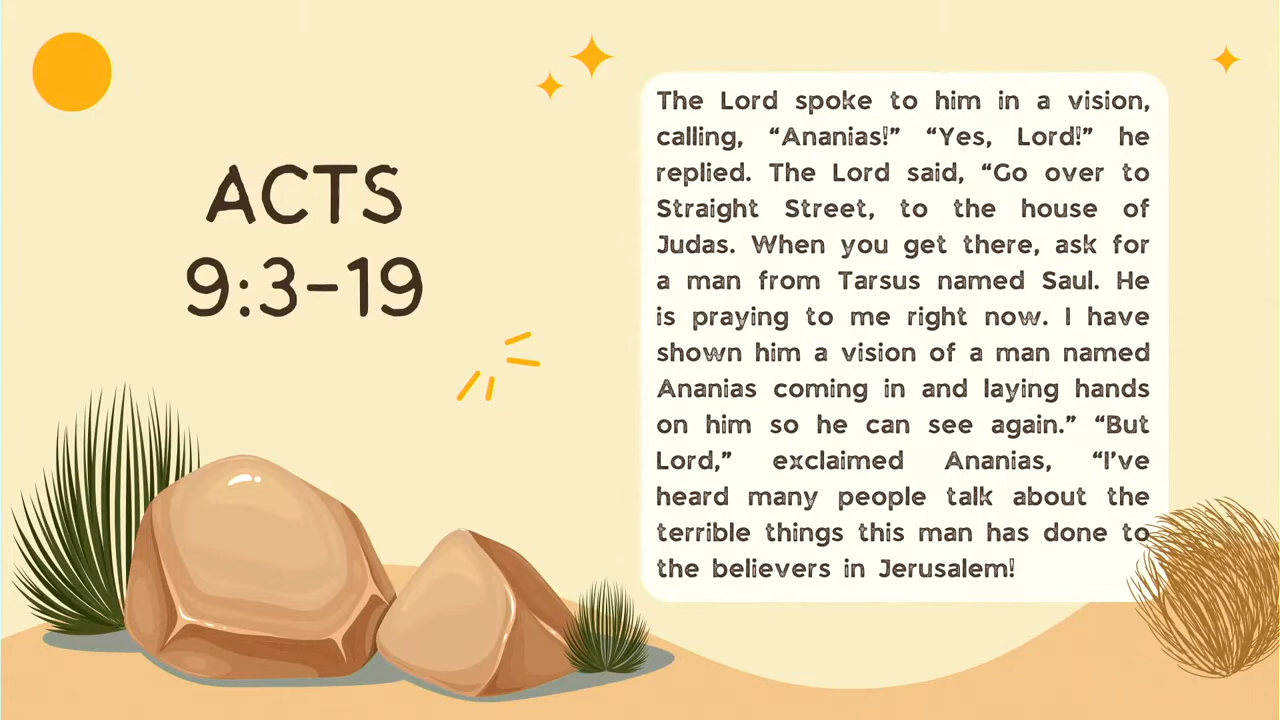 ACTS
9:3-19
The Lord spoke to him in a vision,
calling, “Ananias!” “Yes, Lord!” he
replied. The Lord said, “Go over to
Straight Street, to the house of
Judas. When you get there, ask for
a man from Tarsus named Saul. He
is praying to me right now. I have
shown him a vision of a man named
Ananias coming in and laying hands
on him so he can see again.” “But
Lord,” exclaimed Ananias, “I’ve
heard many people talk about the
terrible things this man has done to
the believers in Jerusalem!